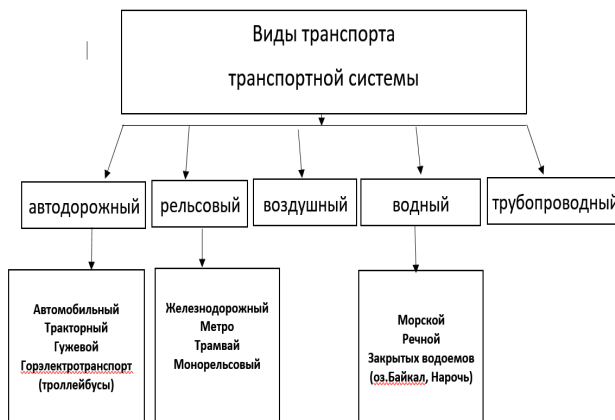 Виды транспорта
транспортной системы
автодорожный
рельсовый
воздушный
водный
трубопроводный
Автомобильный
Тракторный
Гужевой
Горэлектротранспорт
(троллейбусы)
Железнодорожный
Метро
Трамвай
Монорельсовый
Морской
Речной
Закрытых водоемов
(оз.Байкал, Нарочь)